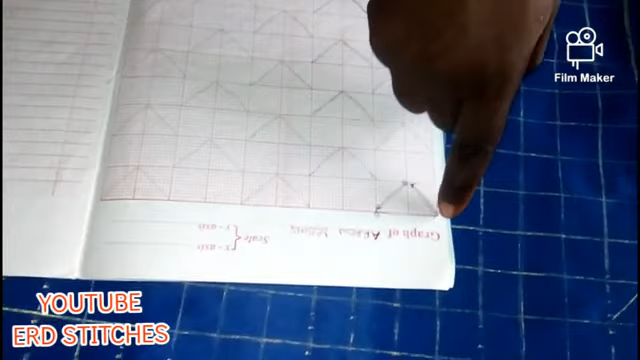 Film Maker
Graph of
Scale { x-axis
y-axis
YOUTUBE
ERD STITCHES